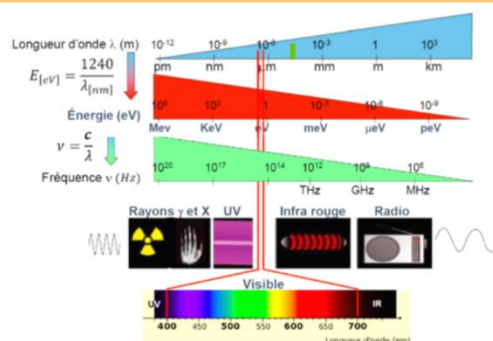 Longueur d'onde λ (m)
10⁻¹² 10⁻⁹ 10⁻⁶ 10⁻³ 1 10³
pm nm μm mm m km
E[eV] = 1240 / λ[nm]
Énergie (eV)
10⁶ 10³ 1 10⁻³ 10⁻⁶ 10⁻⁹
Mev KeV eV meV μeV peV
ν = c / λ
Fréquence ν (Hz)
10²⁰ 10¹⁷ 10¹⁴ 10¹² 10⁹ 10⁶
THz GHz MHz
Rayons γ et X UV Infra rouge Radio
Visible
UV IR
400 450 500 550 600 650 700
Longueur d'onde (nm)